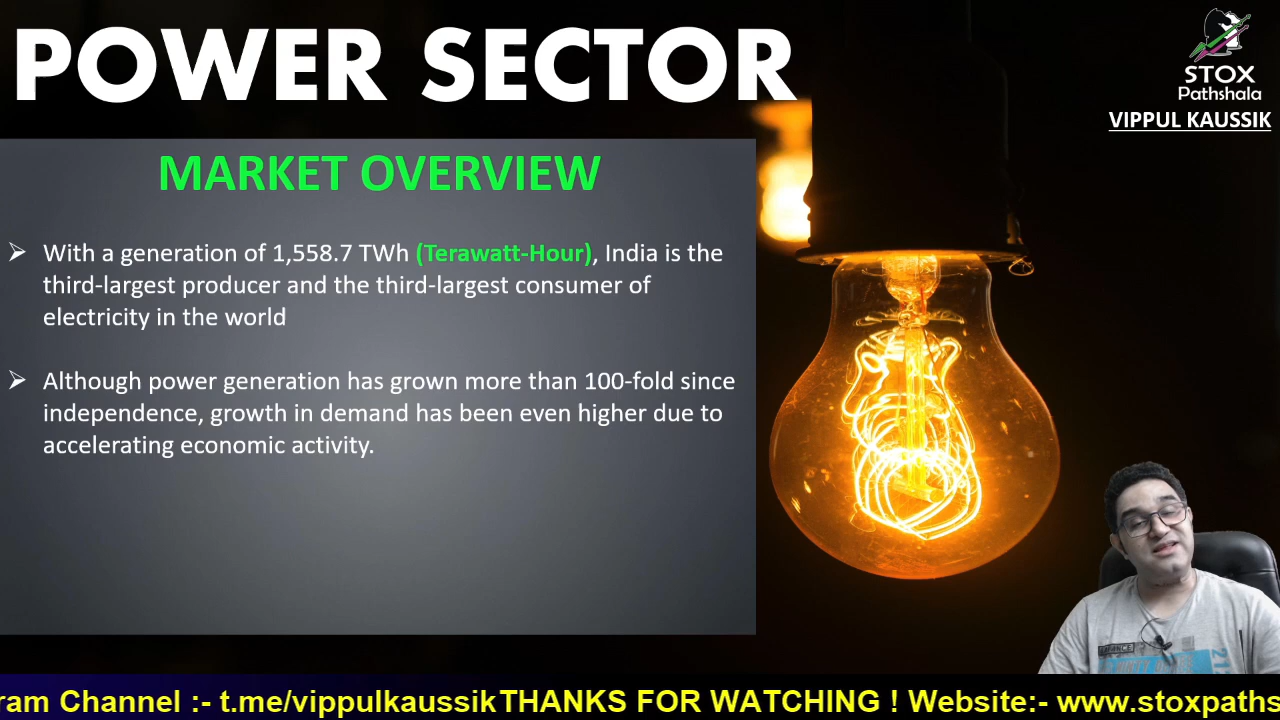 POWER SECTOR
STOX
Pathshala
VIPPUL KAUSSIK
MARKET OVERVIEW
➢ With a generation of 1,558.7 TWh (Terawatt-Hour), India is the
third-largest producer and the third-largest consumer of
electricity in the world
➢ Although power generation has grown more than 100-fold since
independence, growth in demand has been even higher due to
accelerating economic activity.
ram Channel :- t.me/vippulkaussik THANKS FOR WATCHING ! Website:- www.stoxpaths